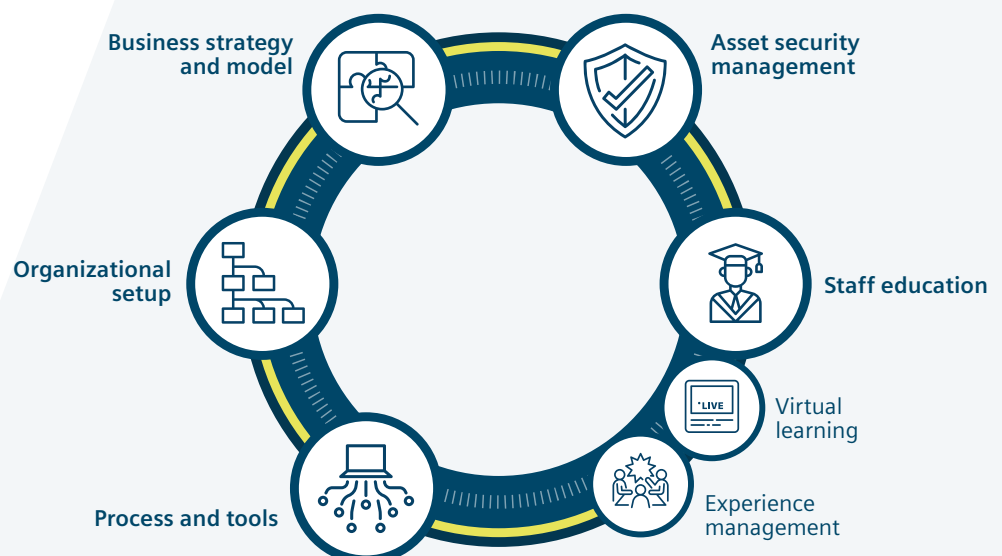 Business strategy
and model
Asset security
management
Organizational
setup
Staff education
LIVE
Virtual
learning
Experience
management
Process and tools